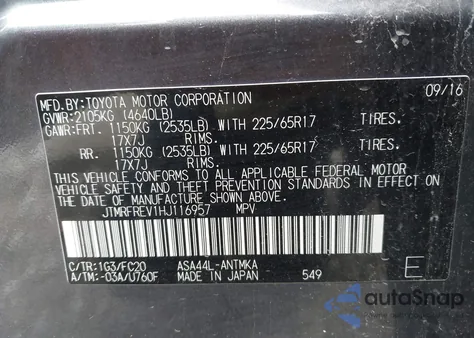 MFD.BY:TOYOTA MOTOR CORPORATION 09/16
GVWR:2105KG (4640LB)
GAWR:FRT. 1150KG (2535LB) WITH 225/65R17 TIRES.
17X7J RIMS.
RR. 1150KG (2535LB) WITH 225/65R17 TIRES.
17X7J RIMS.
THIS VEHICLE CONFORMS TO ALL APPLICABLE FEDERAL MOTOR
VEHICLE SAFETY AND THEFT PREVENTION STANDARDS IN EFFECT
ON THE DATE OF MANUFACTURE SHOWN ABOVE.
JTMRFREV1HJ116957 MPV
C/TR:1G3/FC20 ASA44L-ANTMKA
A/TM:-03A/U760F MADE IN JAPAN 549 E
autoSnap
by carfast